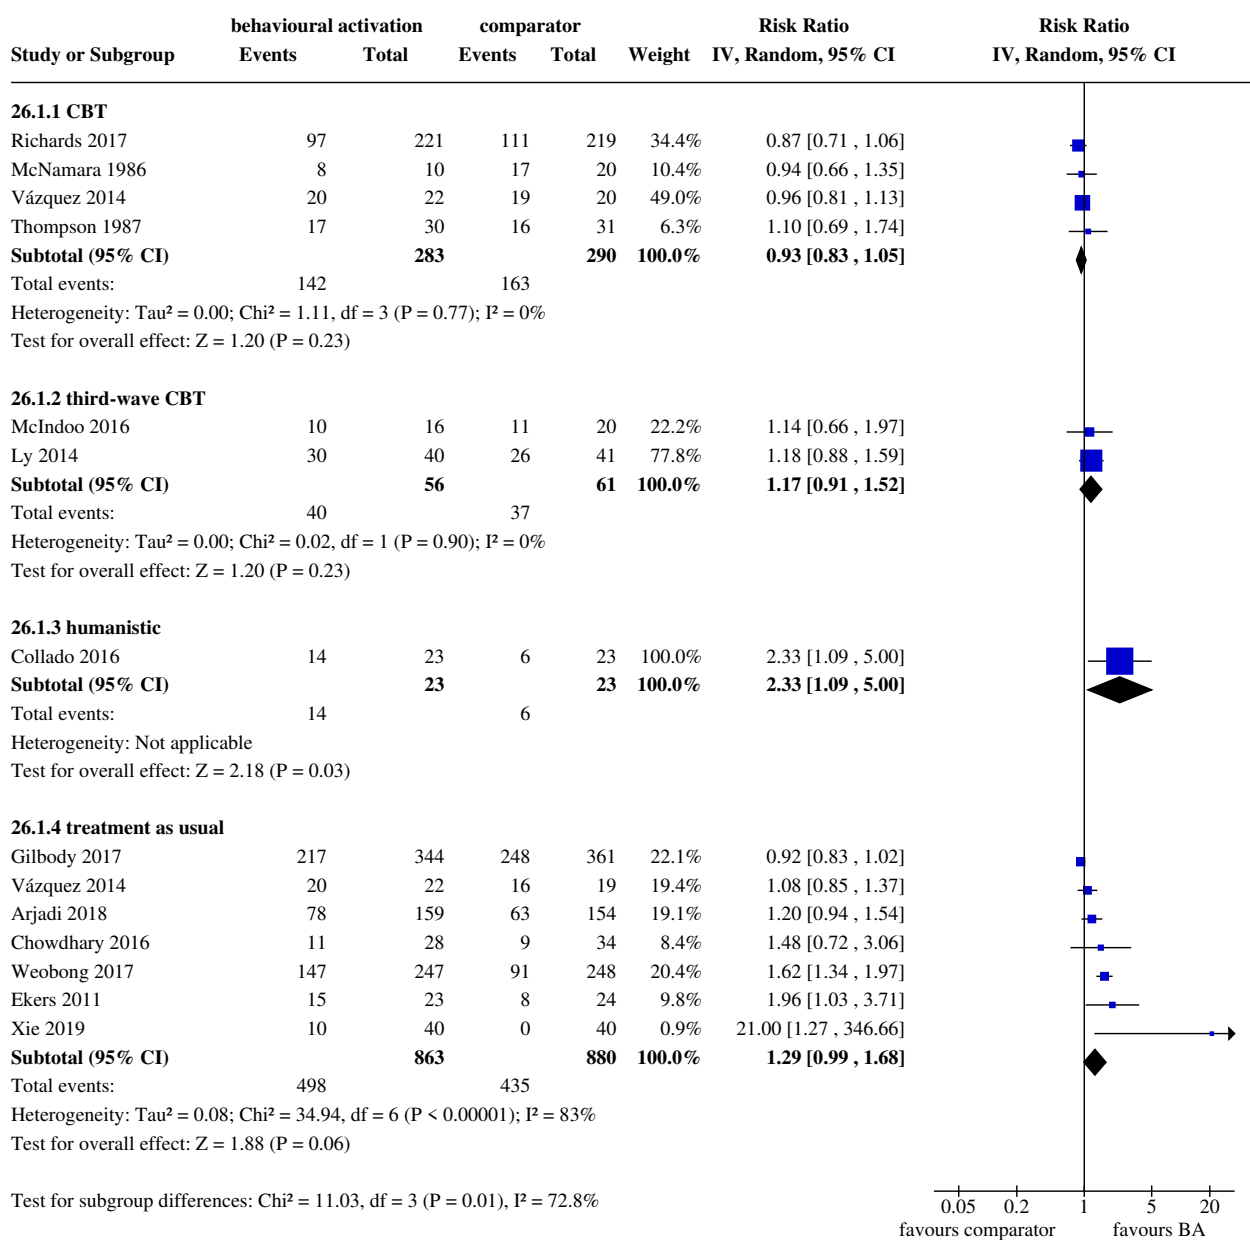 behavioural activation comparator Risk Ratio Risk Ratio
Study or Subgroup Events Total Events Total Weight IV, Random, 95% CI IV, Random, 95% CI
26.1.1 CBT
Richards 2017 97 221 111 219 34.4% 0.87 [0.71 , 1.06]
McNamara 1986 8 10 17 20 10.4% 0.94 [0.66 , 1.35]
Vázquez 2014 20 22 19 20 49.0% 0.96 [0.81 , 1.13]
Thompson 1987 17 30 16 31 6.3% 1.10 [0.69 , 1.74]
Subtotal (95% CI) 283 290 100.0% 0.93 [0.83 , 1.05]
Total events: 142 163
Heterogeneity: Tau² = 0.00; Chi² = 1.11, df = 3 (P = 0.77); I² = 0%
Test for overall effect: Z = 1.20 (P = 0.23)
26.1.2 third-wave CBT
McIndoo 2016 10 16 11 20 22.2% 1.14 [0.66 , 1.97]
Ly 2014 30 40 26 41 77.8% 1.18 [0.88 , 1.59]
Subtotal (95% CI) 56 61 100.0% 1.17 [0.91 , 1.52]
Total events: 40 37
Heterogeneity: Tau² = 0.00; Chi² = 0.02, df = 1 (P = 0.90); I² = 0%
Test for overall effect: Z = 1.20 (P = 0.23)
26.1.3 humanistic
Collado 2016 14 23 6 23 100.0% 2.33 [1.09 , 5.00]
Subtotal (95% CI) 23 23 100.0% 2.33 [1.09 , 5.00]
Total events: 14 6
Heterogeneity: Not applicable
Test for overall effect: Z = 2.18 (P = 0.03)
26.1.4 treatment as usual
Gilbody 2017 217 344 248 361 22.1% 0.92 [0.83 , 1.02]
Vázquez 2014 20 22 16 19 19.4% 1.08 [0.85 , 1.37]
Arjadi 2018 78 159 63 154 19.1% 1.20 [0.94 , 1.54]
Chowdhary 2016 11 28 9 34 8.4% 1.48 [0.72 , 3.06]
Weobong 2017 147 247 91 248 20.4% 1.62 [1.34 , 1.97]
Ekers 2011 15 23 8 24 9.8% 1.96 [1.03 , 3.71]
Xie 2019 10 40 0 40 0.9% 21.00 [1.27 , 346.66]
Subtotal (95% CI) 863 880 100.0% 1.29 [0.99 , 1.68]
Total events: 498 435
Heterogeneity: Tau² = 0.08; Chi² = 34.94, df = 6 (P < 0.00001); I² = 83%
Test for overall effect: Z = 1.88 (P = 0.06)
Test for subgroup differences: Chi² = 11.03, df = 3 (P = 0.01), I² = 72.8%
0.05 0.2 1 5 20
favours comparator favours BA